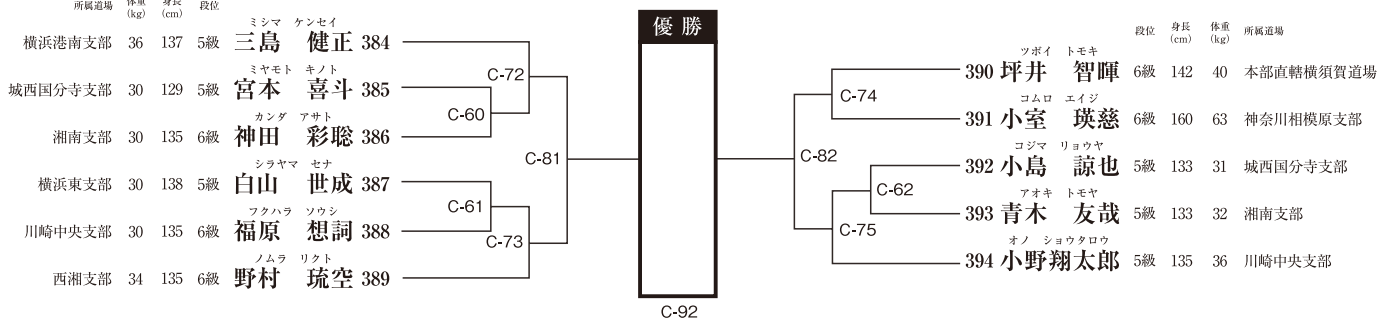 所属道場 体重(kg) 身長(cm) 段位
ミシマ ケンセイ
横浜港南支部 36 137 5級 三島 健正 384
ミヤモト キノト
城西国分寺支部 30 129 5級 宮本 喜斗 385
カンダ アサト
湘南支部 30 135 6級 神田 彩聡 386
シラヤマ セナ
横浜東支部 30 138 5級 白山 世成 387
フクハラ ソウシ
川崎中央支部 30 135 6級 福原 想詞 388
ノムラ リクト
西湘支部 34 135 6級 野村 琉空 389
C-72
C-60
C-81
C-61
C-73
優勝
C-92
段位 身長(cm) 体重(kg) 所属道場
ツボイ トモキ
390 坪井 智暉 6級 142 40 本部直轄横須賀道場
コムロ エイジ
391 小室 瑛慈 6級 160 63 神奈川相模原支部
コジマ リョウヤ
392 小島 諒也 5級 133 31 城西国分寺支部
アオキ トモヤ
393 青木 友哉 5級 133 32 湘南支部
オノ ショウタロウ
394 小野翔太郎 5級 135 36 川崎中央支部
C-74
C-82
C-62
C-75